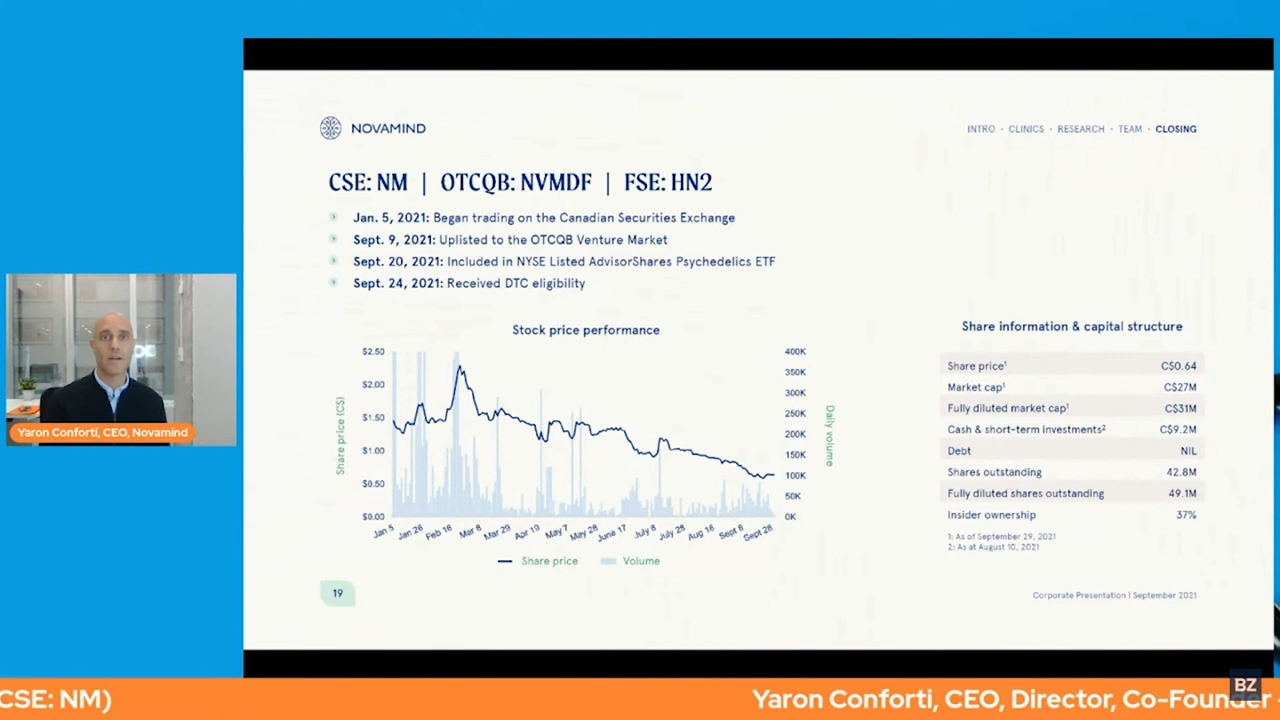 NOVAMIND
INTRO · CLINICS · RESEARCH · TEAM · CLOSING
CSE: NM | OTCQB: NVMDF | FSE: HN2
Jan. 5, 2021: Began trading on the Canadian Securities Exchange
Sept. 9, 2021: Uplisted to the OTCQB Venture Market
Sept. 20, 2021: Included in NYSE Listed AdvisorShares Psychedelics ETF
Sept. 24, 2021: Received DTC eligibility
Stock price performance
Share price (C$)
$2.50
$2.00
$1.50
$1.00
$0.50
$0.00
400K
350K
300K
250K
200K
150K
100K
50K
0K
Daily volume
Jan 5
Jan 26
Feb 16
Mar 8
Mar 29
Apr 19
May 7
May 28
June 17
July 8
July 28
Aug 16
Sept 8
Sept 28
Share price
Volume
Share information & capital structure
Share price¹ C$0.64
Market cap¹ C$27M
Fully diluted market cap¹ C$31M
Cash & short-term investments² C$9.2M
Debt NIL
Shares outstanding 42.8M
Fully diluted shares outstanding 49.1M
Insider ownership 37%
1: As of September 29, 2021
2: As at August 10, 2021
19
Corporate Presentation | September 2021
Yaron Conforti, CEO, Novamind
CSE: NM)
Yaron Conforti, CEO, Director, Co-Founder
BZ